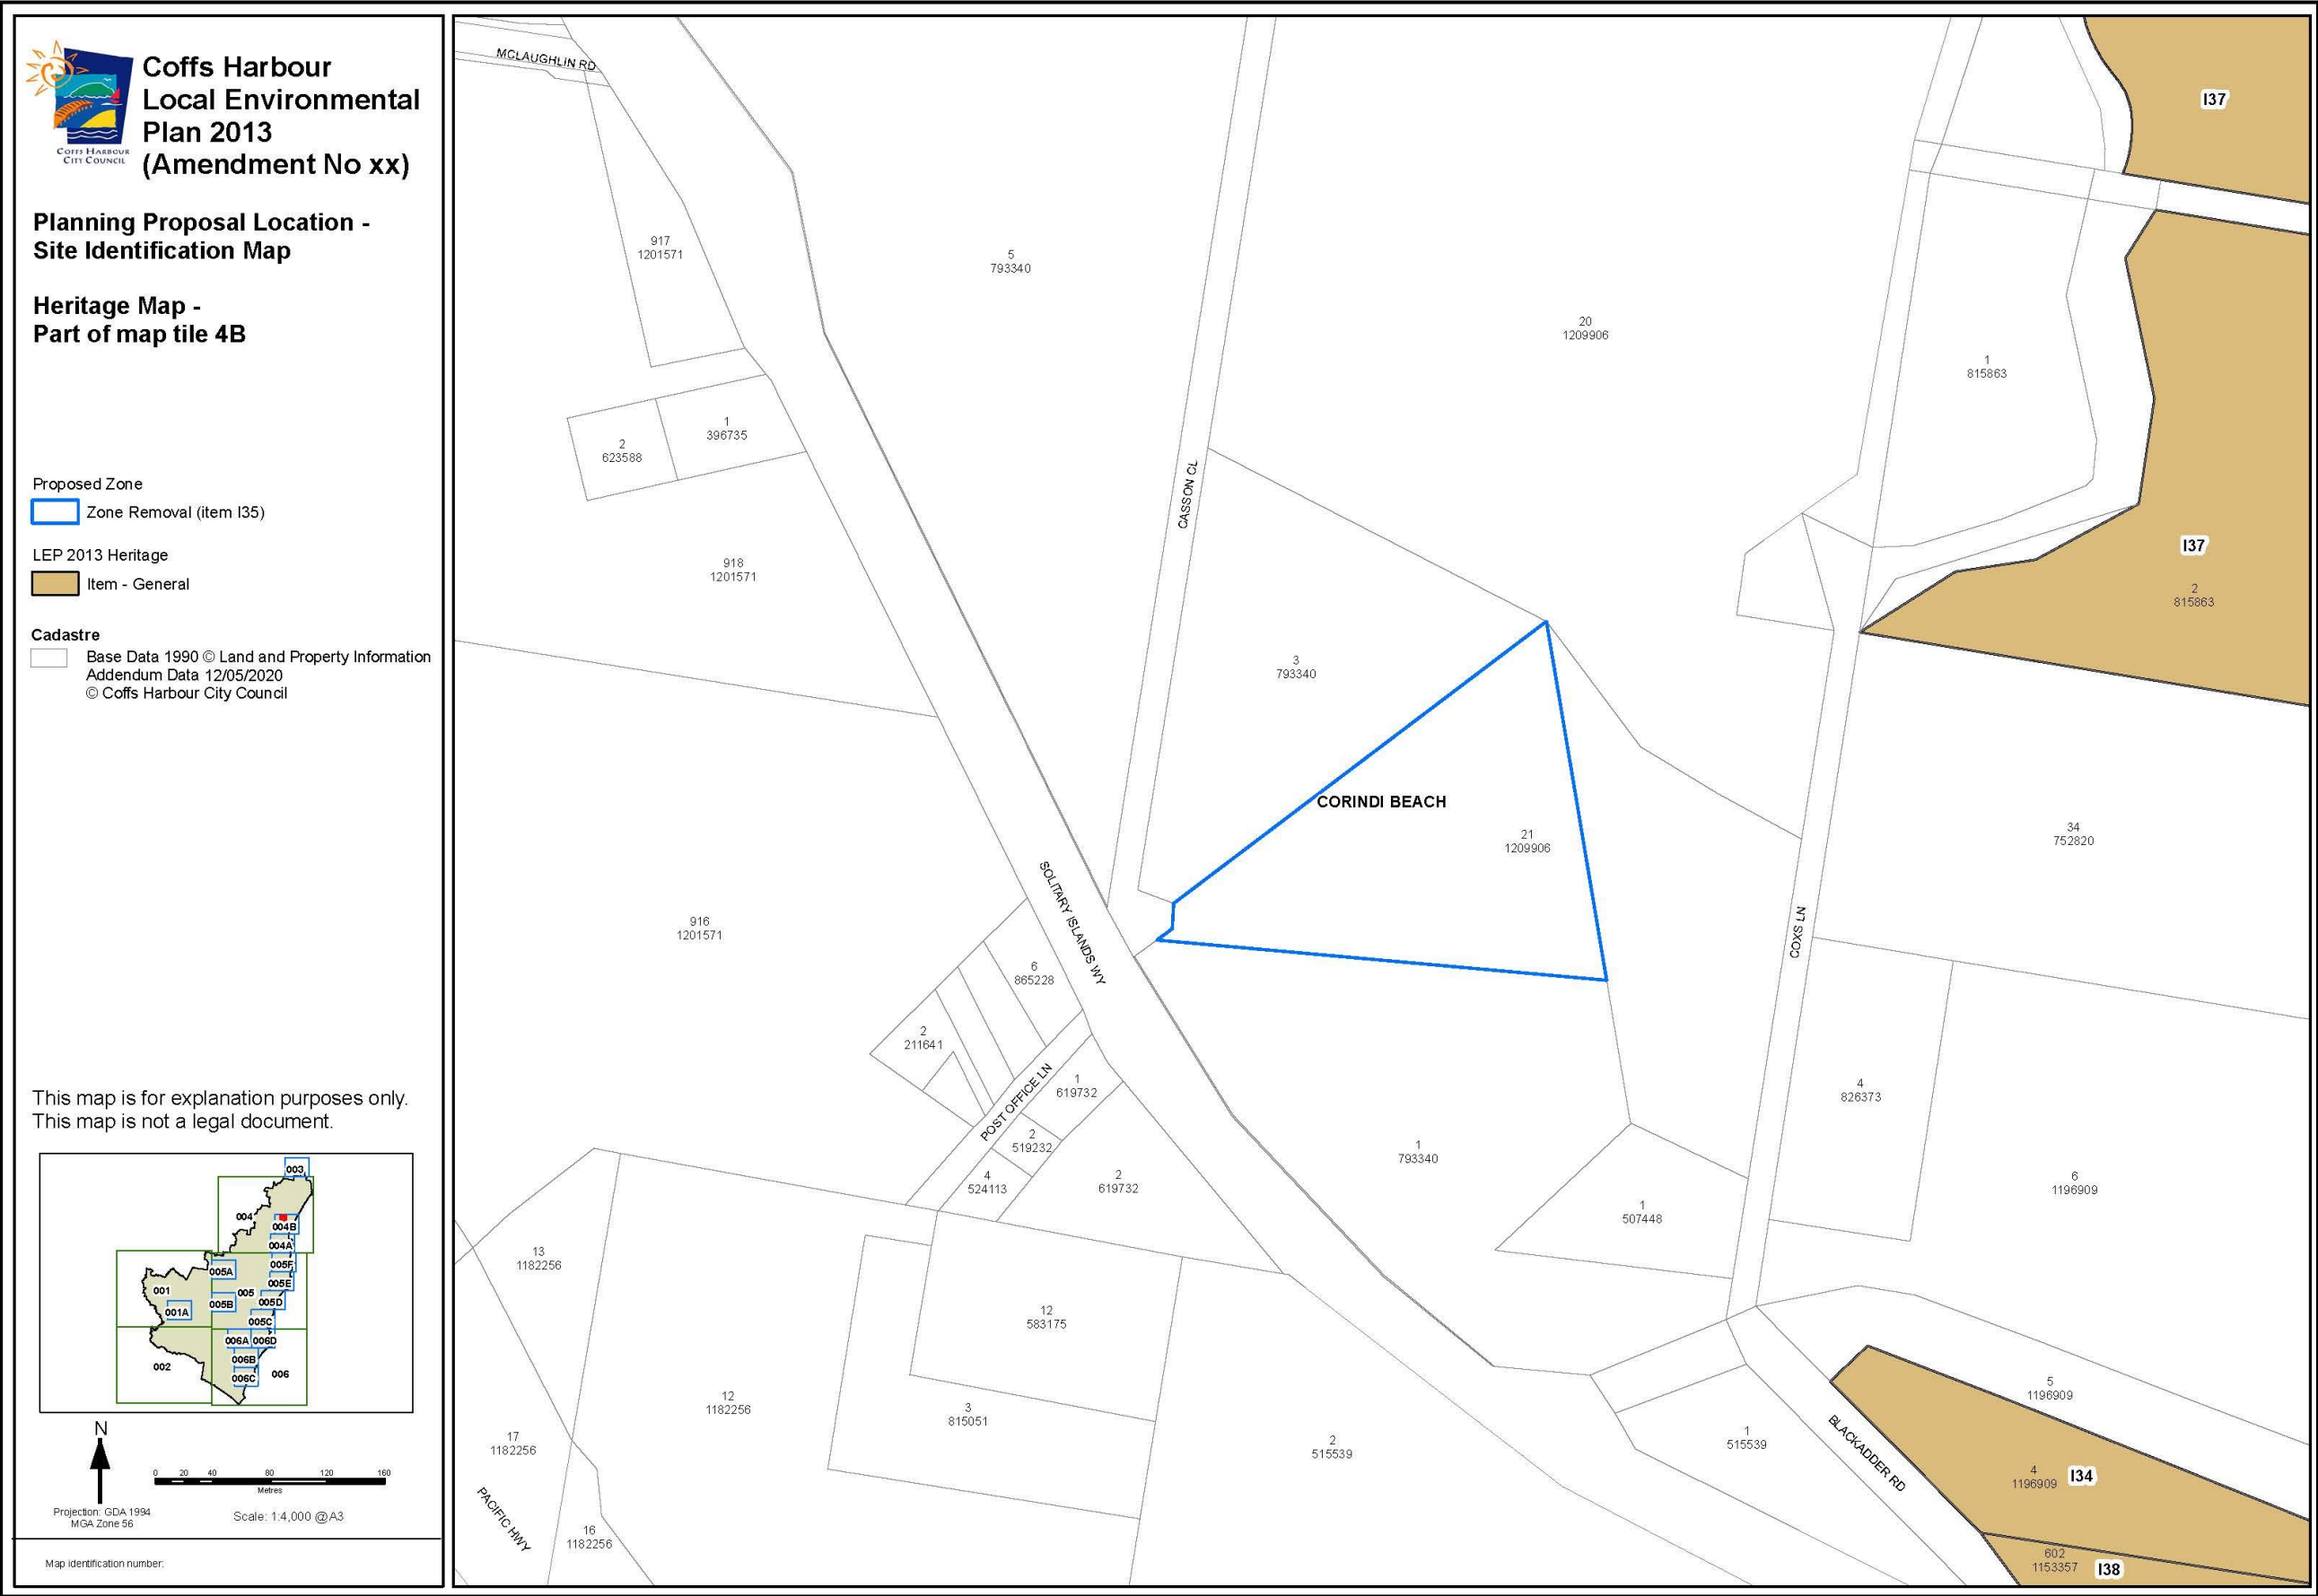 Coffs Harbour
Local Environmental
Plan 2013
(Amendment No xx)
COFFS HARBOUR
CITY COUNCIL
Planning Proposal Location -
Site Identification Map
Heritage Map -
Part of map tile 4B
Proposed Zone
Zone Removal (item I35)
LEP 2013 Heritage
Item - General
Cadastre
Base Data 1990 © Land and Property Information
Addendum Data 12/05/2020
© Coffs Harbour City Council
This map is for explanation purposes only.
This map is not a legal document.
003
004
004B
004A
005F
005A
005E
001
005
005B
005D
001A
005C
006A
006D
002
006B
006C
006
N
0 20 40 80 120 160
Metres
Projection: GDA 1994
MGA Zone 56
Scale: 1:4,000 @A3
Map identification number:
MCLAUGHLIN RD
I37
917
1201571
5
793340
20
1209906
1
815863
1
396735
2
623588
CASSON CL
I37
918
1201571
2
815863
3
793340
CORINDI BEACH
21
1209906
34
752820
SOLITARY ISLANDS WY
COXS LN
916
1201571
6
865228
2
211641
POST OFFICE LN
1
619732
4
826373
2
519232
1
793340
4
524113
2
619732
6
1196909
1
507448
13
1182256
12
583175
5
1196909
12
1182256
3
815051
17
1182256
2
515539
1
515539
BLACKADDER RD
4
1196909
I34
PACIFIC HWY
16
1182256
602
1153357
I38